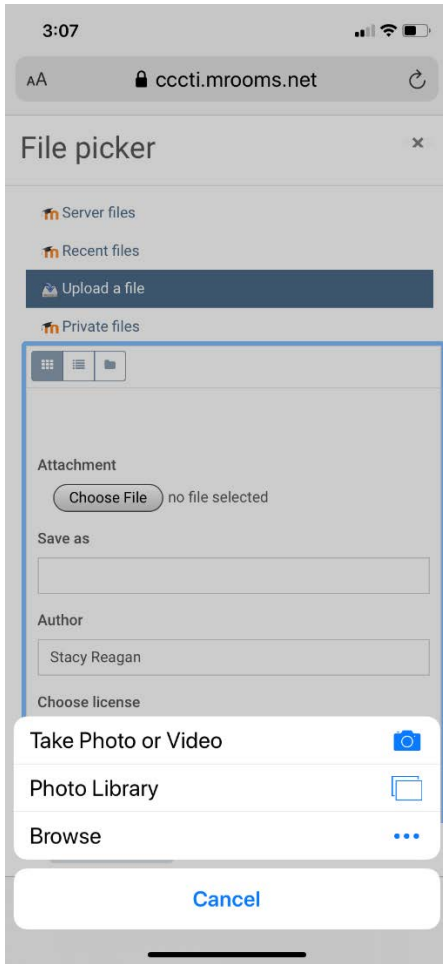 3:07
AA cccti.mrooms.net
File picker ×
Server files
Recent files
Upload a file
Private files
Attachment
Choose File no file selected
Save as
Author
Stacy Reagan
Choose license
Take Photo or Video
Photo Library
Browse
Cancel